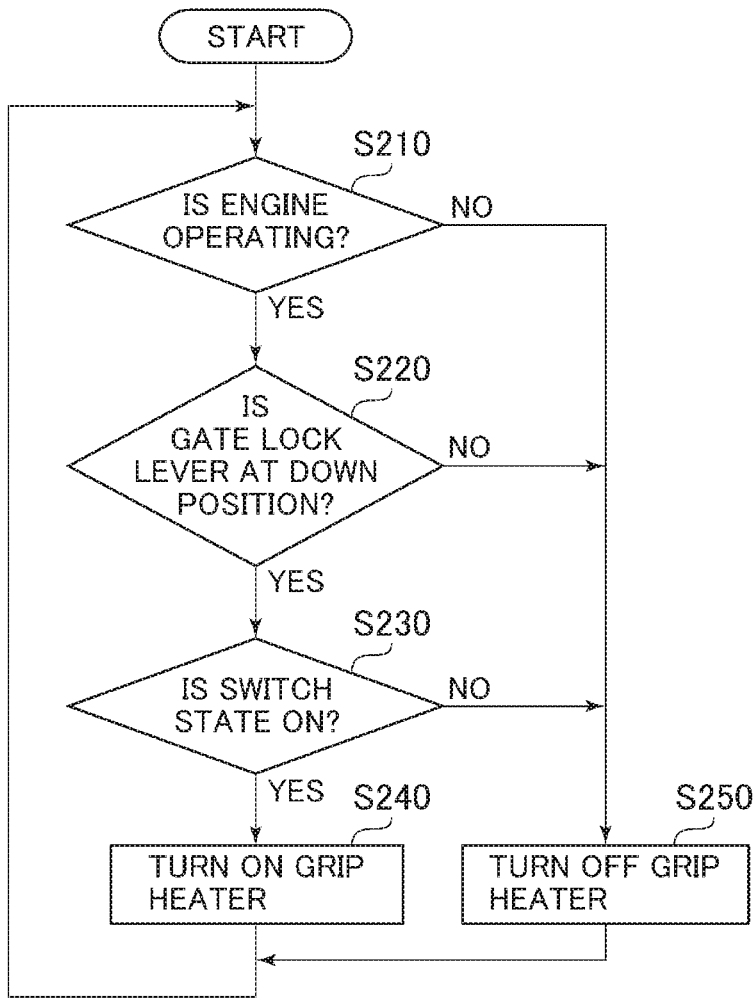 START
S210
IS ENGINE
OPERATING?
NO
YES
S220
IS
GATE LOCK
LEVER AT DOWN
POSITION?
NO
YES
S230
IS SWITCH
STATE ON?
NO
YES
S240
TURN ON GRIP
HEATER
S250
TURN OFF GRIP
HEATER